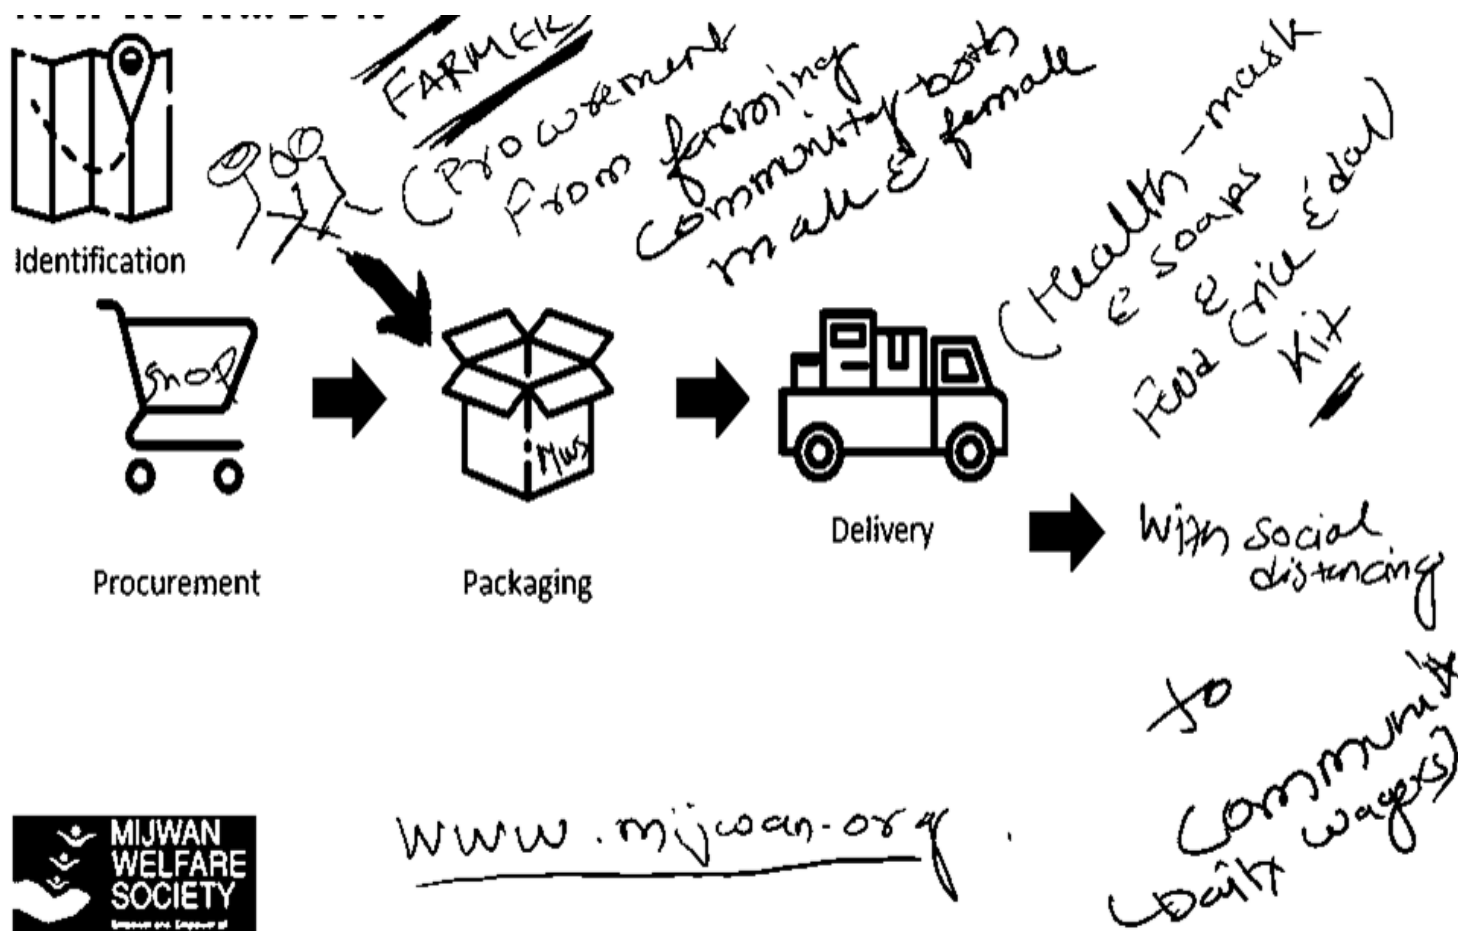 FARMER
(Procurement
From farming
community both
male & female
Identification
(Health - mask
& soaps
&
Food (rice & dal)
Kit
shop
MWS
Procurement
Packaging
Delivery
With social
distancing
to
Community
(Daily wagers)
www.mijwan.org
MIJWAN
WELFARE
SOCIETY